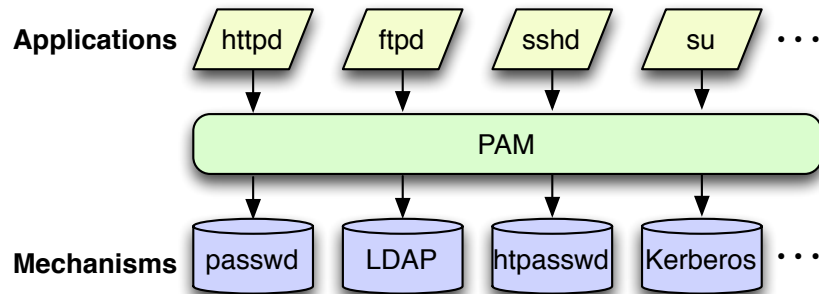 Applications httpd ftpd sshd su ...
PAM
Mechanisms passwd LDAP htpasswd Kerberos ...